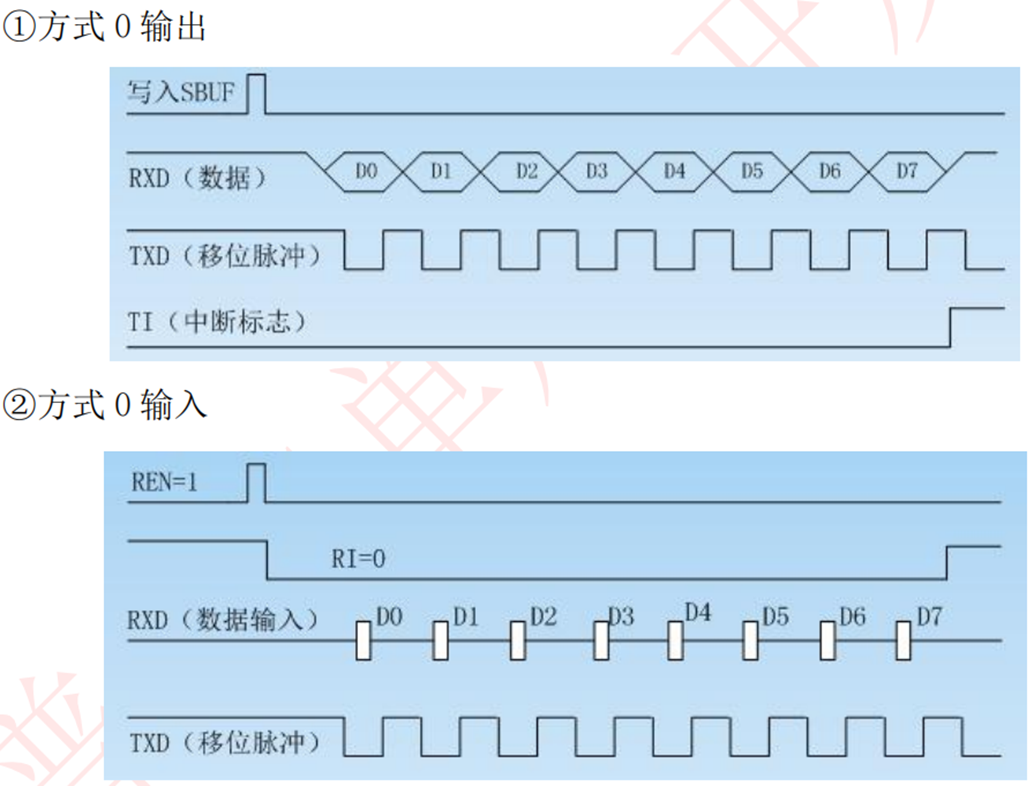 ①方式 0 输出
写入SBUF
RXD（数据） D0 D1 D2 D3 D4 D5 D6 D7
TXD（移位脉冲）
TI（中断标志）
②方式 0 输入
REN=1
RI=0
RXD（数据输入） D0 D1 D2 D3 D4 D5 D6 D7
TXD（移位脉冲）